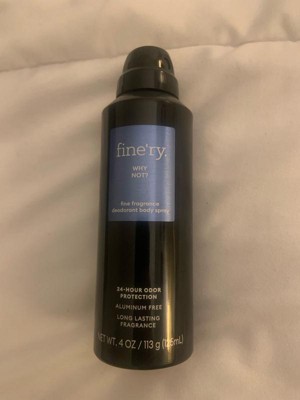 fine'ry.
WHY
NOT?
fine fragrance
deodorant body spray
24-HOUR ODOR
PROTECTION
ALUMINUM FREE
LONG LASTING
FRAGRANCE
NET WT. 4 OZ / 113 g (125mL)